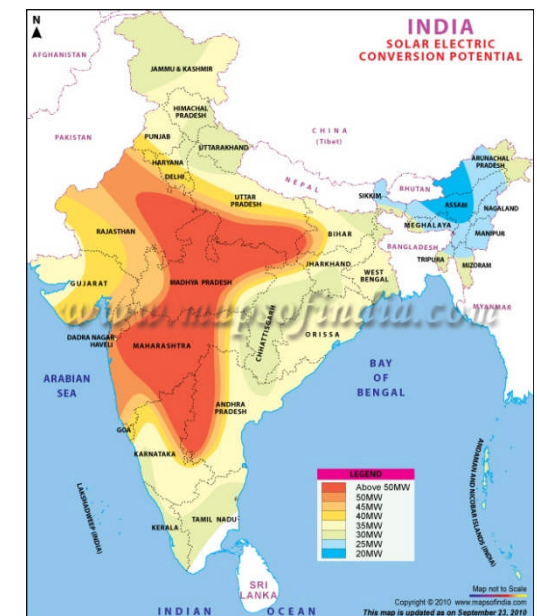 N
INDIA
SOLAR ELECTRIC
CONVERSION POTENTIAL
AFGHANISTAN
JAMMU & KASHMIR
HIMACHAL
PRADESH
PAKISTAN
PUNJAB
UTTARAKHAND
CHINA
(Tibet)
HARYANA
DELHI
NEPAL
ARUNACHAL
PRADESH
SIKKIM
BHUTAN
ASSAM
NAGALAND
UTTAR
PRADESH
RAJASTHAN
BIHAR
MEGHALAYA
MANIPUR
BANGLADESH
TRIPURA
MIZORAM
JHARKHAND
WEST
BENGAL
GUJARAT
MADHYA PRADESH
MYANMAR
www.mapsofindia.com
CHHATTISGARH
ORISSA
DADRA NAGAR
HAVELI
MAHARASHTRA
ARABIAN
SEA
BAY
OF
BENGAL
ANDHRA
PRADESH
GOA
KARNATAKA
LAKSHADWEEP (INDIA)
ANDAMAN AND NICOBAR ISLANDS (INDIA)
KERALA
TAMIL NADU
LEGEND
Above 50MW
50MW
45MW
40MW
35MW
30MW
25MW
20MW
SRI
LANKA
INDIAN OCEAN
Map not to Scale
Copyright © 2010 www.mapsofindia.com
This map is updated as on September 23, 2010